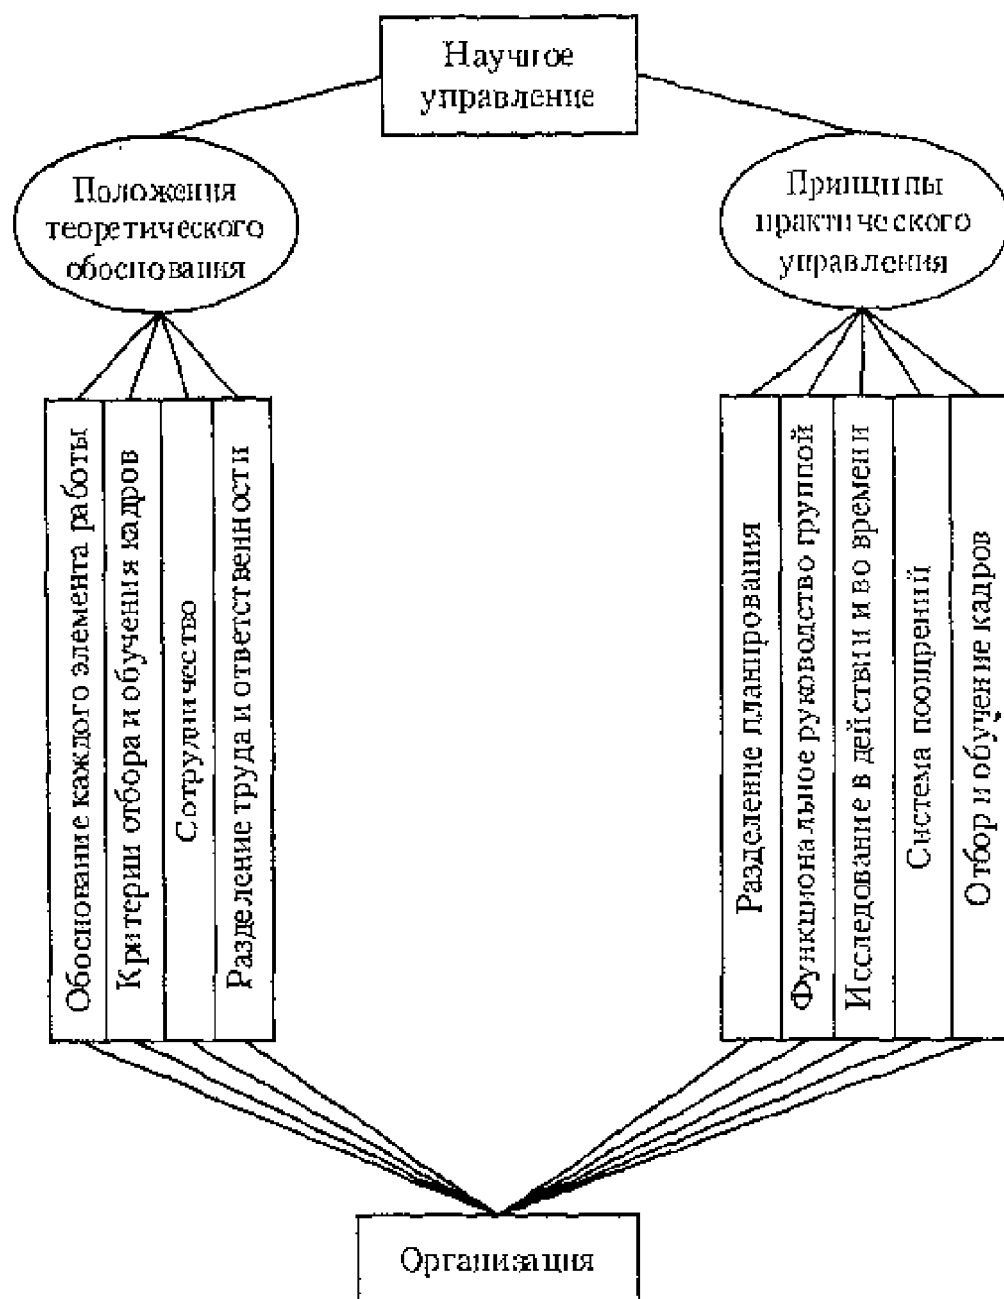 Научное
управление
Положения
теоретического
обоснования
Принципы
практического
управления
Обоснование каждого элемента работы
Критерии отбора и обучения кадров
Сотрудничество
Разделение труда и ответственности
Разделение планирования
Функциональное руководство группой
Исследование в действии и во времени
Система поощрений
Отбор и обучение кадров
Организация